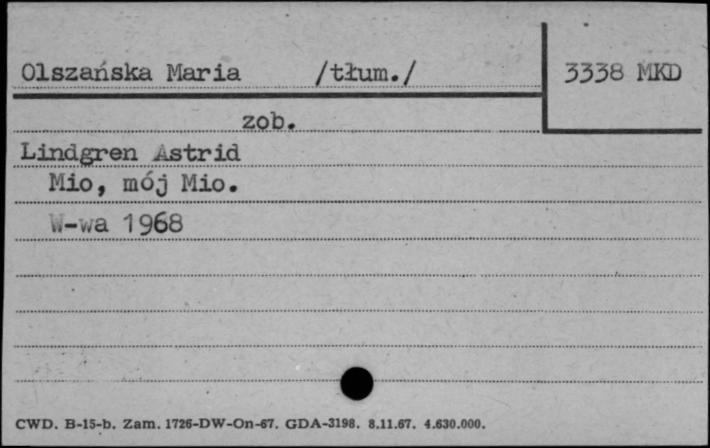 Olszańska Maria /tłum./ 3338 MKD
zob.
Lindgren Astrid
Mio, mój Mio.
W-wa 1968
CWD. B-15-b. Zam. 1726-DW-On-67. GDA-3198. 8.11.67. 4.630.000.